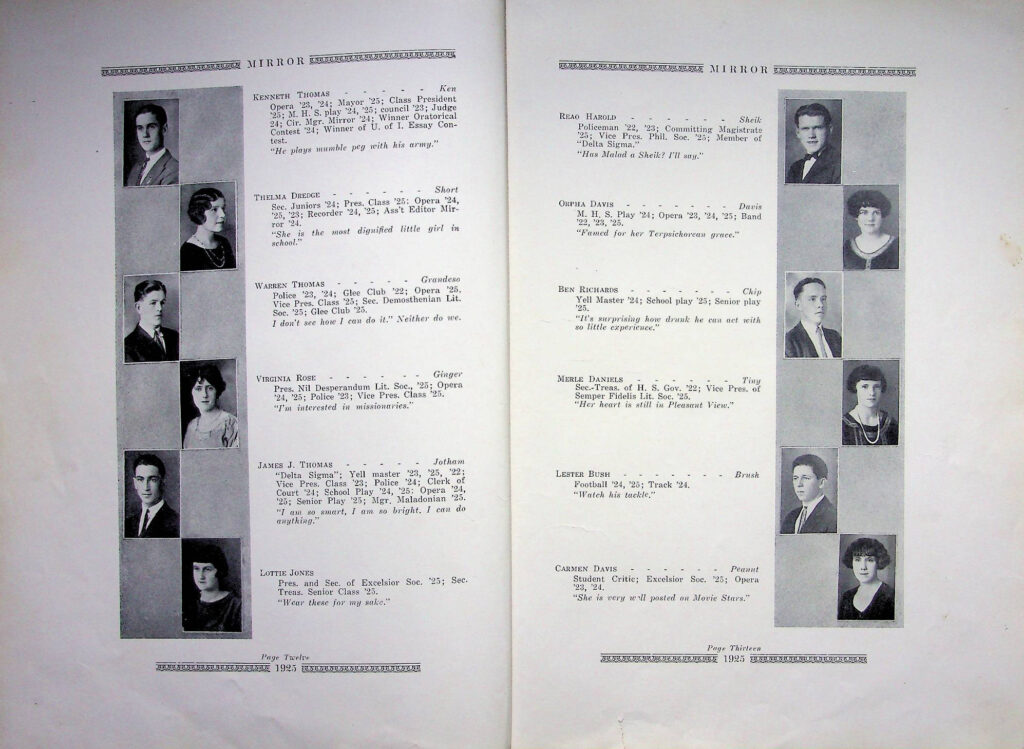 MIRROR
KENNETH THOMAS - - - - - Ken
Opera '23, '24; Mayor '25; Class President
'25; M. H. S. play '24, '25; council '23; Judge
24; Cir. Mgr. Mirror '24; Winner Oratorical
Contest '24; Winner of U. of I. Essay Con-
test.
"He plays mumble peg with his army."
THELMA DREDGE - - - - - - Short
Sec. Juniors '24; Pres. Class '25; Opera '24,
'25, '23; Recorder '24, '25; Ass't Editor Mir-
ror '24.
"She is the most dignified little girl in
school."
WARREN THOMAS - - - - - Grandeso
Police '23, '24; Glee Club '22; Opera '25.
Vice Pres. Class '25; Sec. Demosthenian Lit.
Soc. '25; Glee Club '25.
I don't see how I can do it." Neither do we.
VIRGINIA ROSE - - - - - - Ginger
Pres. Nil Desperandum Lit. Soc., '25; Opera
'24, '25; Police '23; Vice Pres. Class '25.
"I'm interested in missionaries."
JAMES J. THOMAS - - - - - Jotham
"Delta Sigma"; Yell master '23, '25, '22;
Vice Pres. Class '23; Police '24; Clerk of
Court '24; School Play '24, '25; Opera '24,
'25; Senior Play '25; Mgr. Maladonian '25.
"I am so smart, I am so bright, I can do
anything."
LOTTIE JONES
Pres. and Sec. of Excelsior Soc. '25; Sec.
Treas. Senior Class '25.
"Wear these for my sake."
Page Twelve
1925
MIRROR
REAO HAROLD - - - - - - Sheik
Policeman '22, '23; Committing Magistrate
'25; Vice Pres. Phil. Soc. '25; Member of
"Delta Sigma."
"Has Malad a Sheik? I'll say."
ORPHA DAVIS - - - - - - Davis
M. H. S. Play '24; Opera '23, '24, '25; Band
'22, '23, '25.
"Famed for her Terpsichorean grace."
BEN RICHARDS - - - - - - Chip
Yell Master '24; School play '25; Senior play
'25.
"It's surprising how drunk he can act with
so little experience."
MERLE DANIELS - - - - - - Tiny
Sec.-Treas. of H. S. Gov. '22; Vice Pres. of
Semper Fidelis Lit. Soc. '25.
"Her heart is still in Pleasant View."
LESTER BUSH - - - - - - - Brush
Football '24, '25; Track '24.
"Watch his tackle."
CARMEN DAVIS - - - - - - Peanut
Student Critic; Excelsior Soc. '25; Opera
'23, '24.
"She is very well posted on Movie Stars."
Page Thirteen
1925